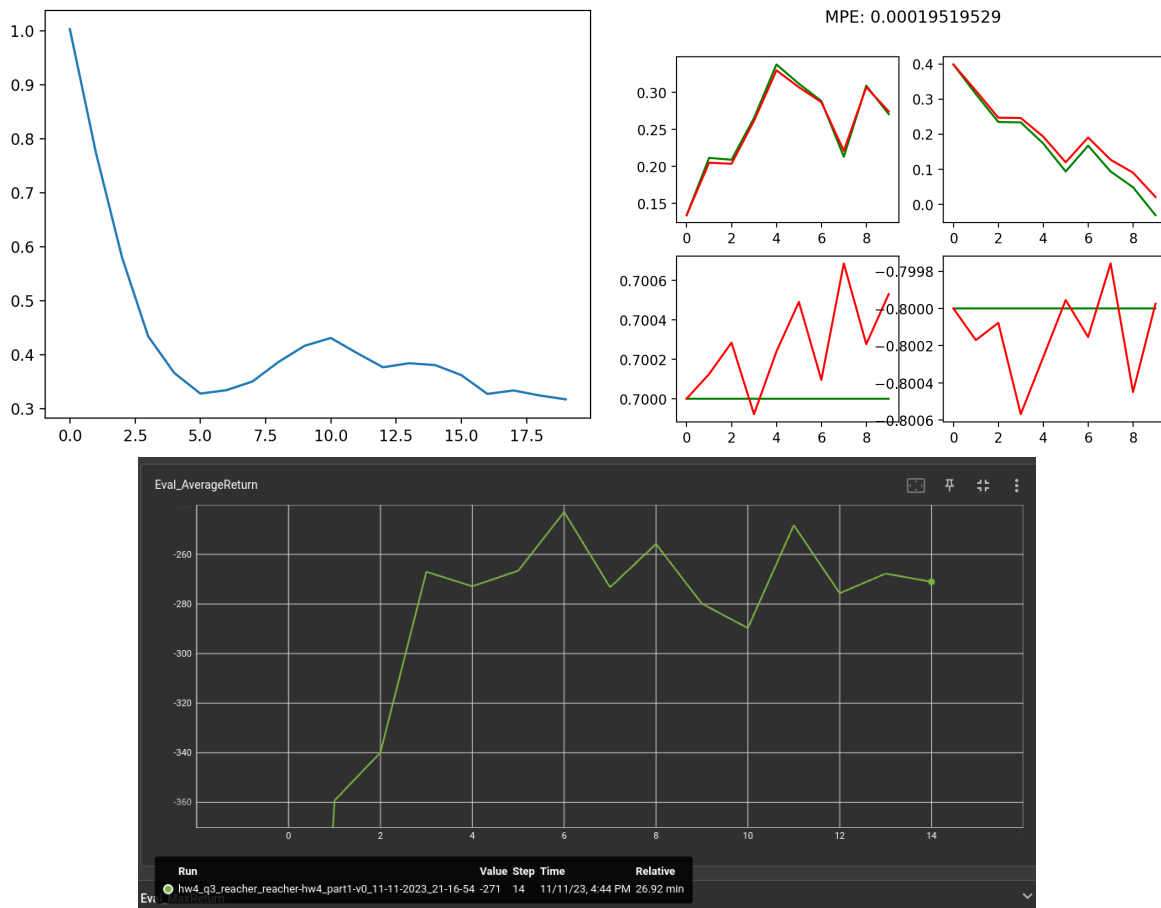 1.0
0.9
0.8
0.7
0.6
0.5
0.4
0.3
0.0 2.5 5.0 7.5 10.0 12.5 15.0 17.5
MPE: 0.00019519529
0.30
0.25
0.20
0.15
0 2 4 6 8
0.4
0.3
0.2
0.1
0.0
0 2 4 6 8
0.7006
0.7004
0.7002
0.7000
0 2 4 6 8
−0.7998
−0.8000
−0.8002
−0.8004
−0.8006
0 2 4 6 8
Eval_AverageReturn
-260
-280
-300
-320
-340
-360
0 2 4 6 8 10 12 14
Run Value Step Time Relative
hw4_q3_reacher_reacher-hw4_part1-v0_11-11-2023_21-16-54 -271 14 11/11/23, 4:44 PM 26.92 min
Eval_MaxReturn